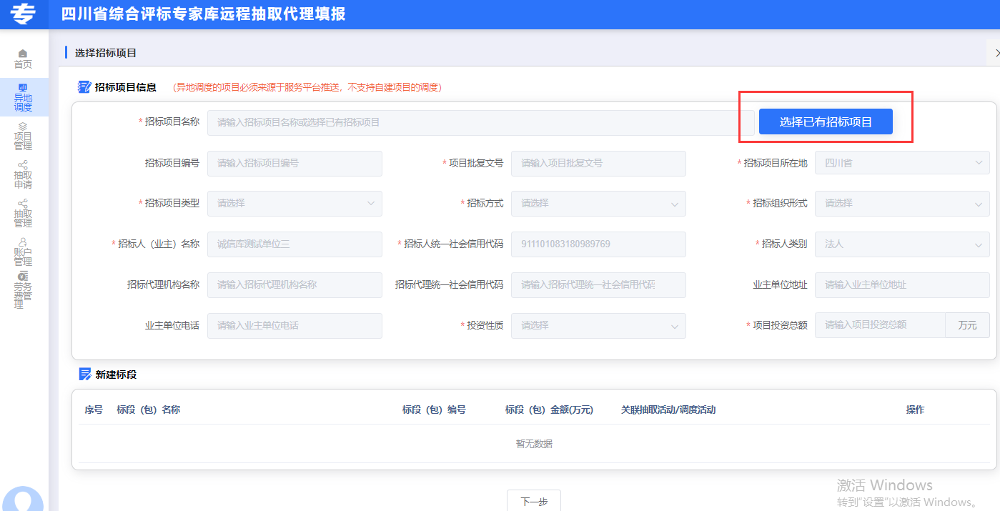 四川省综合评标专家库远程抽取代理填报
首页
异地
调度
项目
管理
抽取
申请
抽取
管理
账户
管理
劳务
费管
理
选择招标项目
招标项目信息 (异地调度的项目必须来源于服务平台推送，不支持自建项目的调度)
* 招标项目名称 请输入招标项目名称或选择已有招标项目 选择已有招标项目
招标项目编号 请输入招标项目编号 * 项目批复文号 请输入项目批复文号 * 招标项目所在地 四川省
* 招标项目类型 请选择 * 招标方式 请选择 * 招标组织形式 请选择
* 招标人（业主）名称 诚信库测试单位三 * 招标人统一社会信用代码 911101083180989769 * 招标人类别 法人
招标代理机构名称 请输入招标代理机构名称 招标代理统一社会信用代码 请输入招标代理统一社会信用代码 业主单位地址 请输入业主单位地址
业主单位电话 请输入业主单位电话 * 投资性质 请选择 * 项目投资总额 请输入项目投资总额 万元
新建标段
序号 标段（包）名称 标段（包）编号 标段（包）金额(万元) 关联抽取活动/调度活动 操作
暂无数据
下一步
激活 Windows
转到"设置"以激活 Windows。